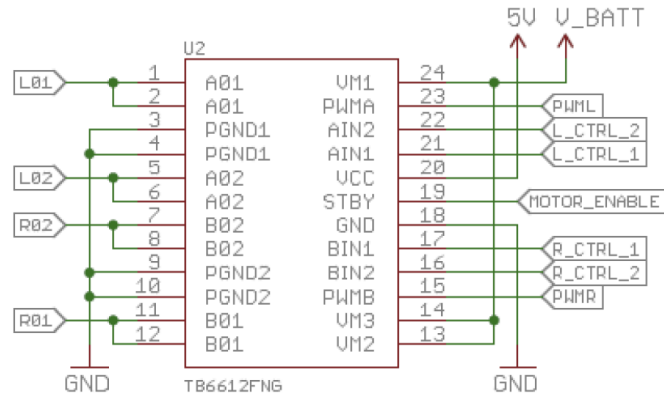 5V V_BATT
U2
L01 1 A01 VM1 24
2 A01 PWMA 23 PWML
3 PGND1 AIN2 22 L_CTRL_2
4 PGND1 AIN1 21 L_CTRL_1
L02 5 A02 VCC 20
6 A02 STBY 19 MOTOR_ENABLE
R02 7 B02 GND 18
8 B02 BIN1 17 R_CTRL_1
9 PGND2 BIN2 16 R_CTRL_2
10 PGND2 PWMB 15 PWMR
R01 11 B01 VM3 14
12 B01 VM2 13
GND TB6612FNG GND